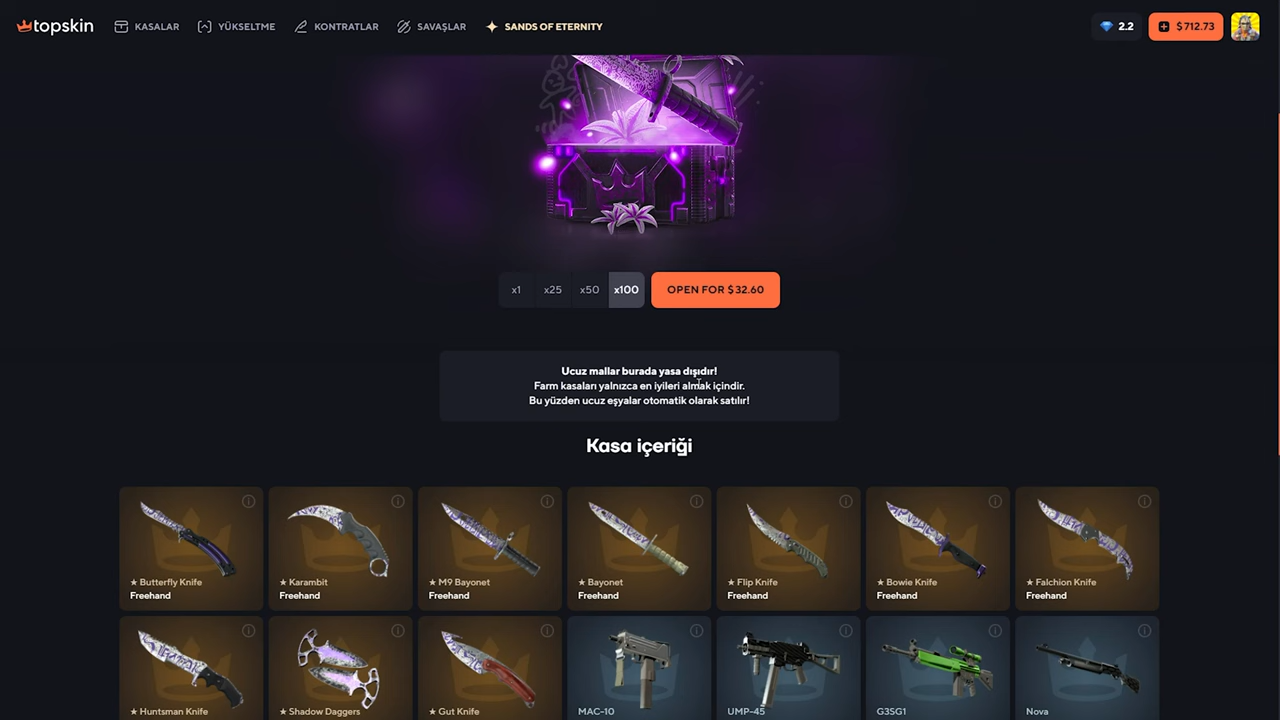 topskin
KASALAR
YÜKSELTME
KONTRATLAR
SAVAŞLAR
SANDS OF ETERNITY
2.2
$712.73
x1
x25
x50
x100
OPEN FOR $32.60
Ucuz mallar burada yasa dışıdır!
Farm kasaları yalnızca en iyileri almak içindir.
Bu yüzden ucuz eşyalar otomatik olarak satılır!
Kasa içeriği
★ Butterfly Knife
Freehand
★ Karambit
Freehand
★ M9 Bayonet
Freehand
★ Bayonet
Freehand
★ Flip Knife
Freehand
★ Bowie Knife
Freehand
★ Falchion Knife
Freehand
★ Huntsman Knife
★ Shadow Daggers
★ Gut Knife
MAC-10
UMP-45
G3SG1
Nova